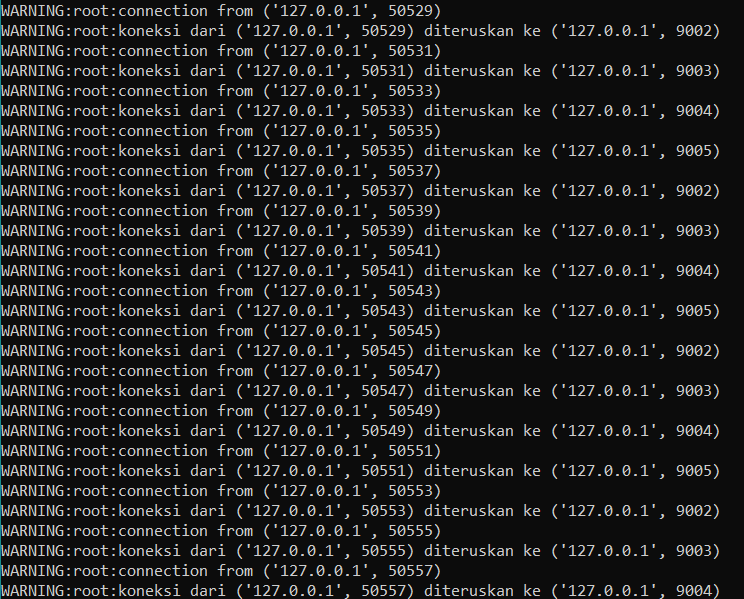 WARNING:root:connection from ('127.0.0.1', 50529)
WARNING:root:koneksi dari ('127.0.0.1', 50529) diteruskan ke ('127.0.0.1', 9002)
WARNING:root:connection from ('127.0.0.1', 50531)
WARNING:root:koneksi dari ('127.0.0.1', 50531) diteruskan ke ('127.0.0.1', 9003)
WARNING:root:connection from ('127.0.0.1', 50533)
WARNING:root:koneksi dari ('127.0.0.1', 50533) diteruskan ke ('127.0.0.1', 9004)
WARNING:root:connection from ('127.0.0.1', 50535)
WARNING:root:koneksi dari ('127.0.0.1', 50535) diteruskan ke ('127.0.0.1', 9005)
WARNING:root:connection from ('127.0.0.1', 50537)
WARNING:root:koneksi dari ('127.0.0.1', 50537) diteruskan ke ('127.0.0.1', 9002)
WARNING:root:connection from ('127.0.0.1', 50539)
WARNING:root:koneksi dari ('127.0.0.1', 50539) diteruskan ke ('127.0.0.1', 9003)
WARNING:root:connection from ('127.0.0.1', 50541)
WARNING:root:koneksi dari ('127.0.0.1', 50541) diteruskan ke ('127.0.0.1', 9004)
WARNING:root:connection from ('127.0.0.1', 50543)
WARNING:root:koneksi dari ('127.0.0.1', 50543) diteruskan ke ('127.0.0.1', 9005)
WARNING:root:connection from ('127.0.0.1', 50545)
WARNING:root:koneksi dari ('127.0.0.1', 50545) diteruskan ke ('127.0.0.1', 9002)
WARNING:root:connection from ('127.0.0.1', 50547)
WARNING:root:koneksi dari ('127.0.0.1', 50547) diteruskan ke ('127.0.0.1', 9003)
WARNING:root:connection from ('127.0.0.1', 50549)
WARNING:root:koneksi dari ('127.0.0.1', 50549) diteruskan ke ('127.0.0.1', 9004)
WARNING:root:connection from ('127.0.0.1', 50551)
WARNING:root:koneksi dari ('127.0.0.1', 50551) diteruskan ke ('127.0.0.1', 9005)
WARNING:root:connection from ('127.0.0.1', 50553)
WARNING:root:koneksi dari ('127.0.0.1', 50553) diteruskan ke ('127.0.0.1', 9002)
WARNING:root:connection from ('127.0.0.1', 50555)
WARNING:root:koneksi dari ('127.0.0.1', 50555) diteruskan ke ('127.0.0.1', 9003)
WARNING:root:connection from ('127.0.0.1', 50557)
WARNING:root:koneksi dari ('127.0.0.1', 50557) diteruskan ke ('127.0.0.1', 9004)